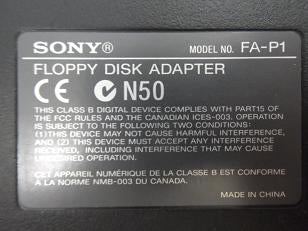 SONY®
MODEL NO. FA-P1
FLOPPY DISK ADAPTER
CE N50
THIS CLASS B DIGITAL DEVICE COMPLIES WITH PART15 OF
THE FCC RULES AND THE CANADIAN ICES-003. OPERATION
IS SUBJECT TO THE FOLLOWING TWO CONDITIONS:
(1)THIS DEVICE MAY NOT CAUSE HARMFUL INTERFERENCE,
AND (2) THIS DEVICE MUST ACCEPT ANY INTERFERENCE
RECEIVED, INCLUDING INTERFERENCE THAT MAY CAUSE
UNDESIRED OPERATION.
CET APPAREIL NUMÉRIQUE DE LA CLASSE B EST CONFORME
À LA NORME NMB-003 DU CANADA.
MADE IN CHINA